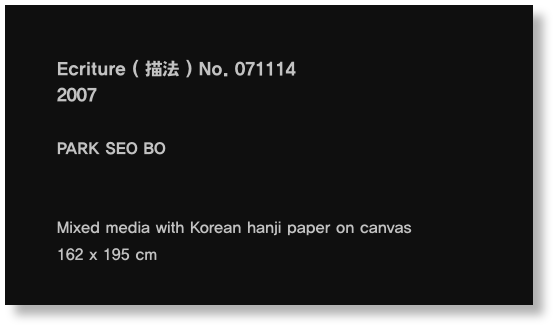 Ecriture ( 描法 ) No. 071114
2007
PARK SEO BO
Mixed media with Korean hanji paper on canvas
162 x 195 cm